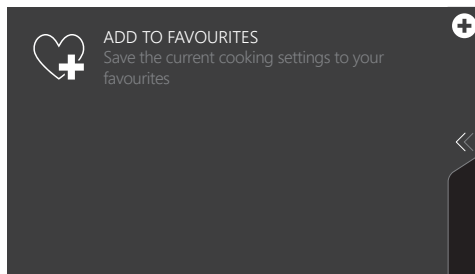 ADD TO FAVOURITES
Save the current cooking settings to your
favourites